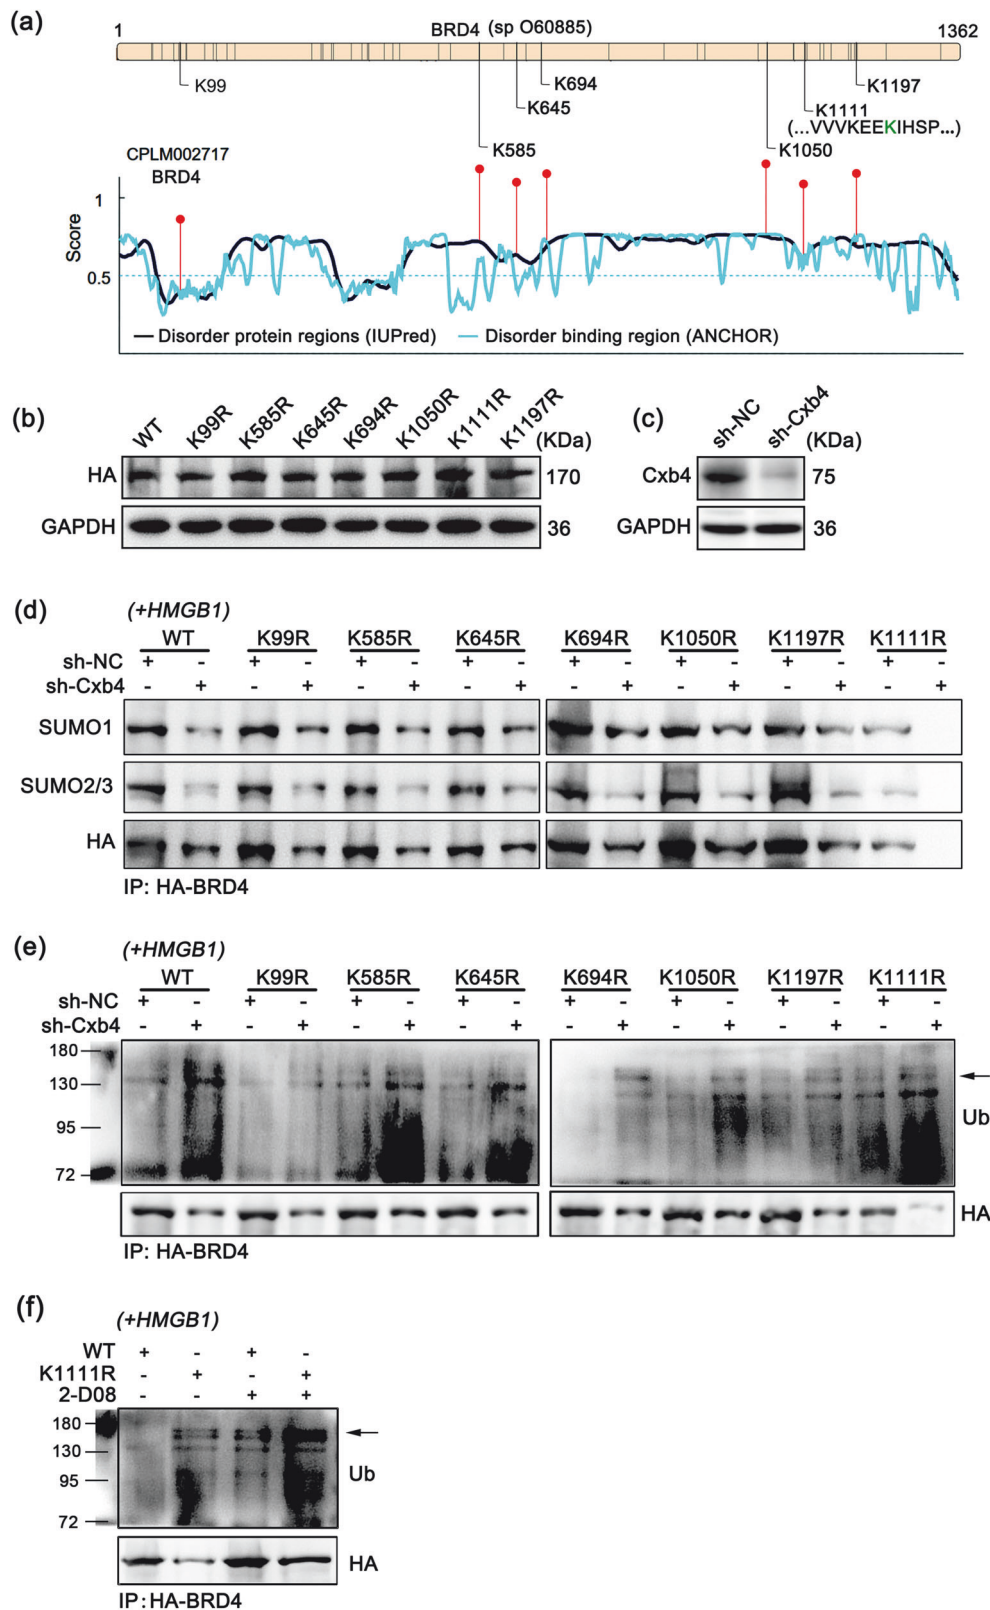 (a)
1 BRD4 (sp O60885) 1362
K99 K694 K1197
K645 K1111
(...VVVKEEKIHSP...)
K585 K1050
CPLM002717
BRD4
1
Score
0.5
Disorder protein regions (IUPred) Disorder binding region (ANCHOR)
(b)
WT K99R K585R K645R K694R K1050R K1111R K1197R (KDa)
HA 170
GAPDH 36
(c)
sh-NC sh-Cxb4 (KDa)
Cxb4 75
GAPDH 36
(d)
(+HMGB1)
WT K99R K585R K645R K694R K1050R K1197R K1111R
sh-NC + - + - + - + - + - + - + - + -
sh-Cxb4 - + - + - + - + - + - + - + - +
SUMO1
SUMO2/3
HA
IP: HA-BRD4
(e)
(+HMGB1)
WT K99R K585R K645R K694R K1050R K1197R K1111R
sh-NC + - + - + - + - + - + - + - + -
sh-Cxb4 - + - + - + - + - + - + - + - +
180
130
95
72
Ub
HA
IP: HA-BRD4
(f)
(+HMGB1)
WT + - + -
K1111R - + - +
2-D08 - - + +
180
130
95
72
Ub
HA
IP:HA-BRD4